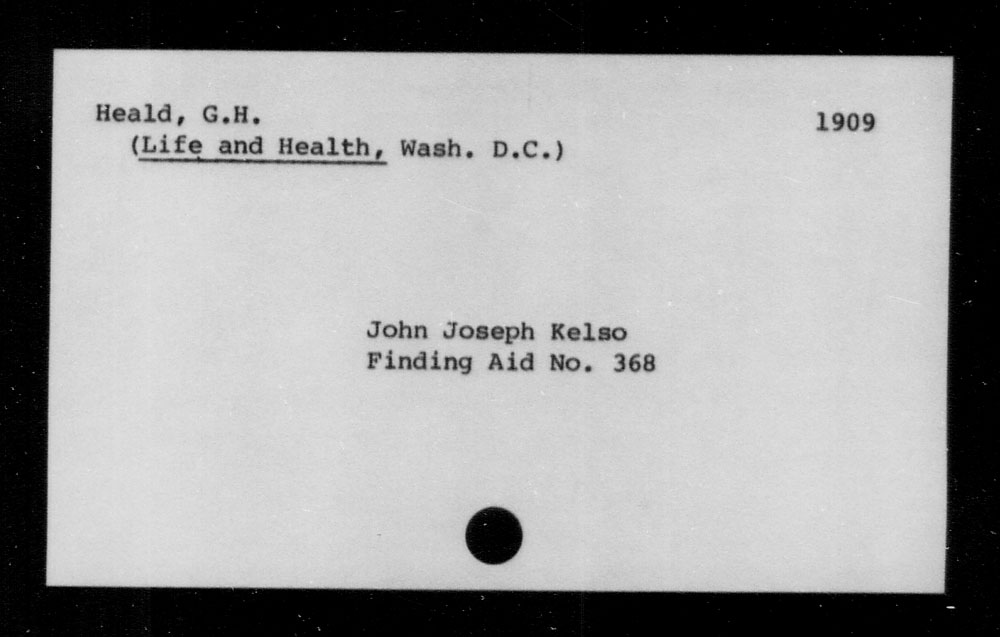 Heald, G.H. 1909
(Life and Health, Wash. D.C.)
John Joseph Kelso
Finding Aid No. 368